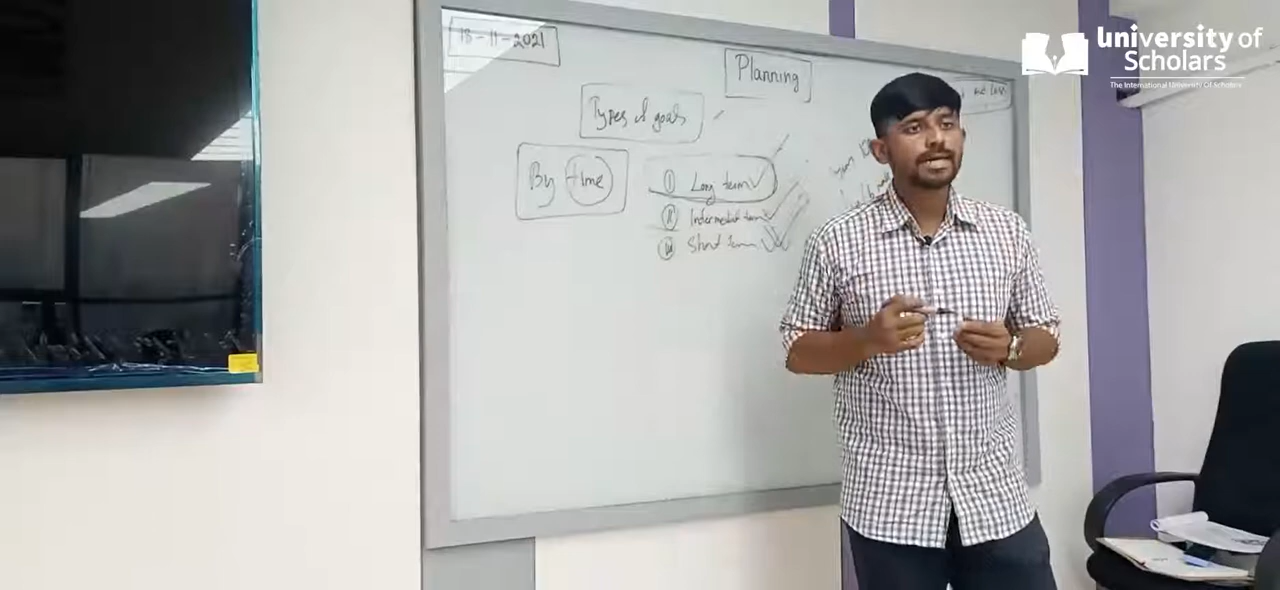 University of
Scholars
The International University Of Scholars
18-11-2021
Planning
Types of goals
By time
I Long term
II Intermediate term
III Short term